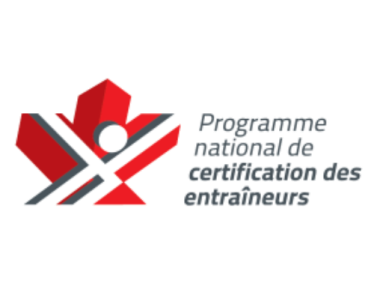 Programme
national de
certification des
entraîneurs